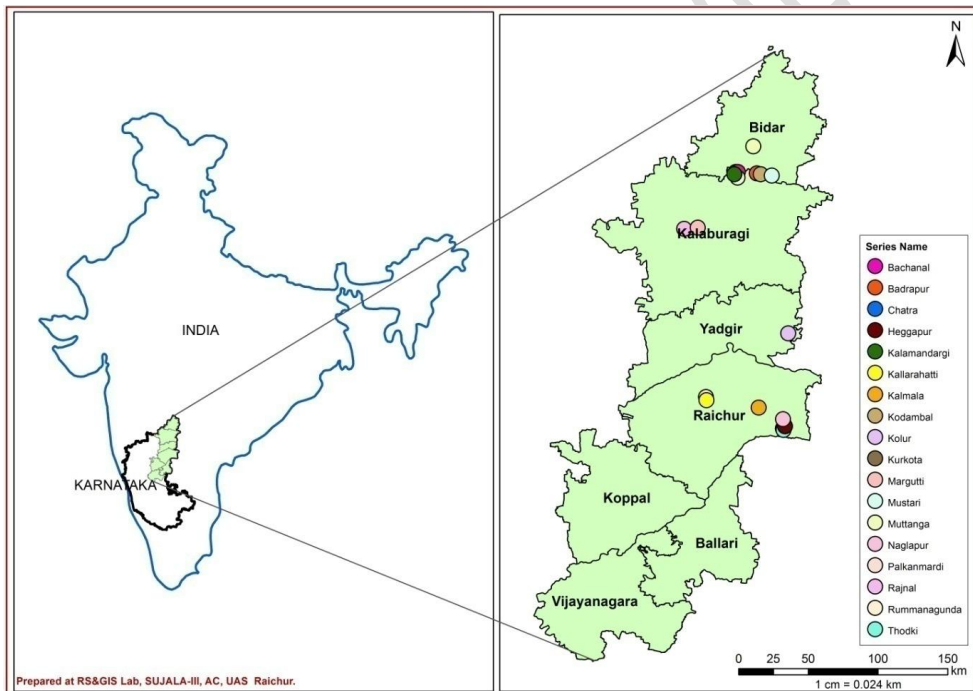 INDIA
KARNATAKA
Prepared at RS&GIS Lab, SUJALA-III, AC, UAS Raichur.
N
Bidar
Kalaburagi
Yadgir
Raichur
Koppal
Ballari
Vijayanagara
Series Name
Bachanal
Badrapur
Chatra
Heggapur
Kalamandargi
Kallarahatti
Kalmala
Kodambal
Kolur
Kurkota
Margutti
Mustari
Muttanga
Naglapur
Palkanmardi
Rajnal
Rummanagunda
Thodki
0 25 50 100 150
km
1 cm = 0.024 km